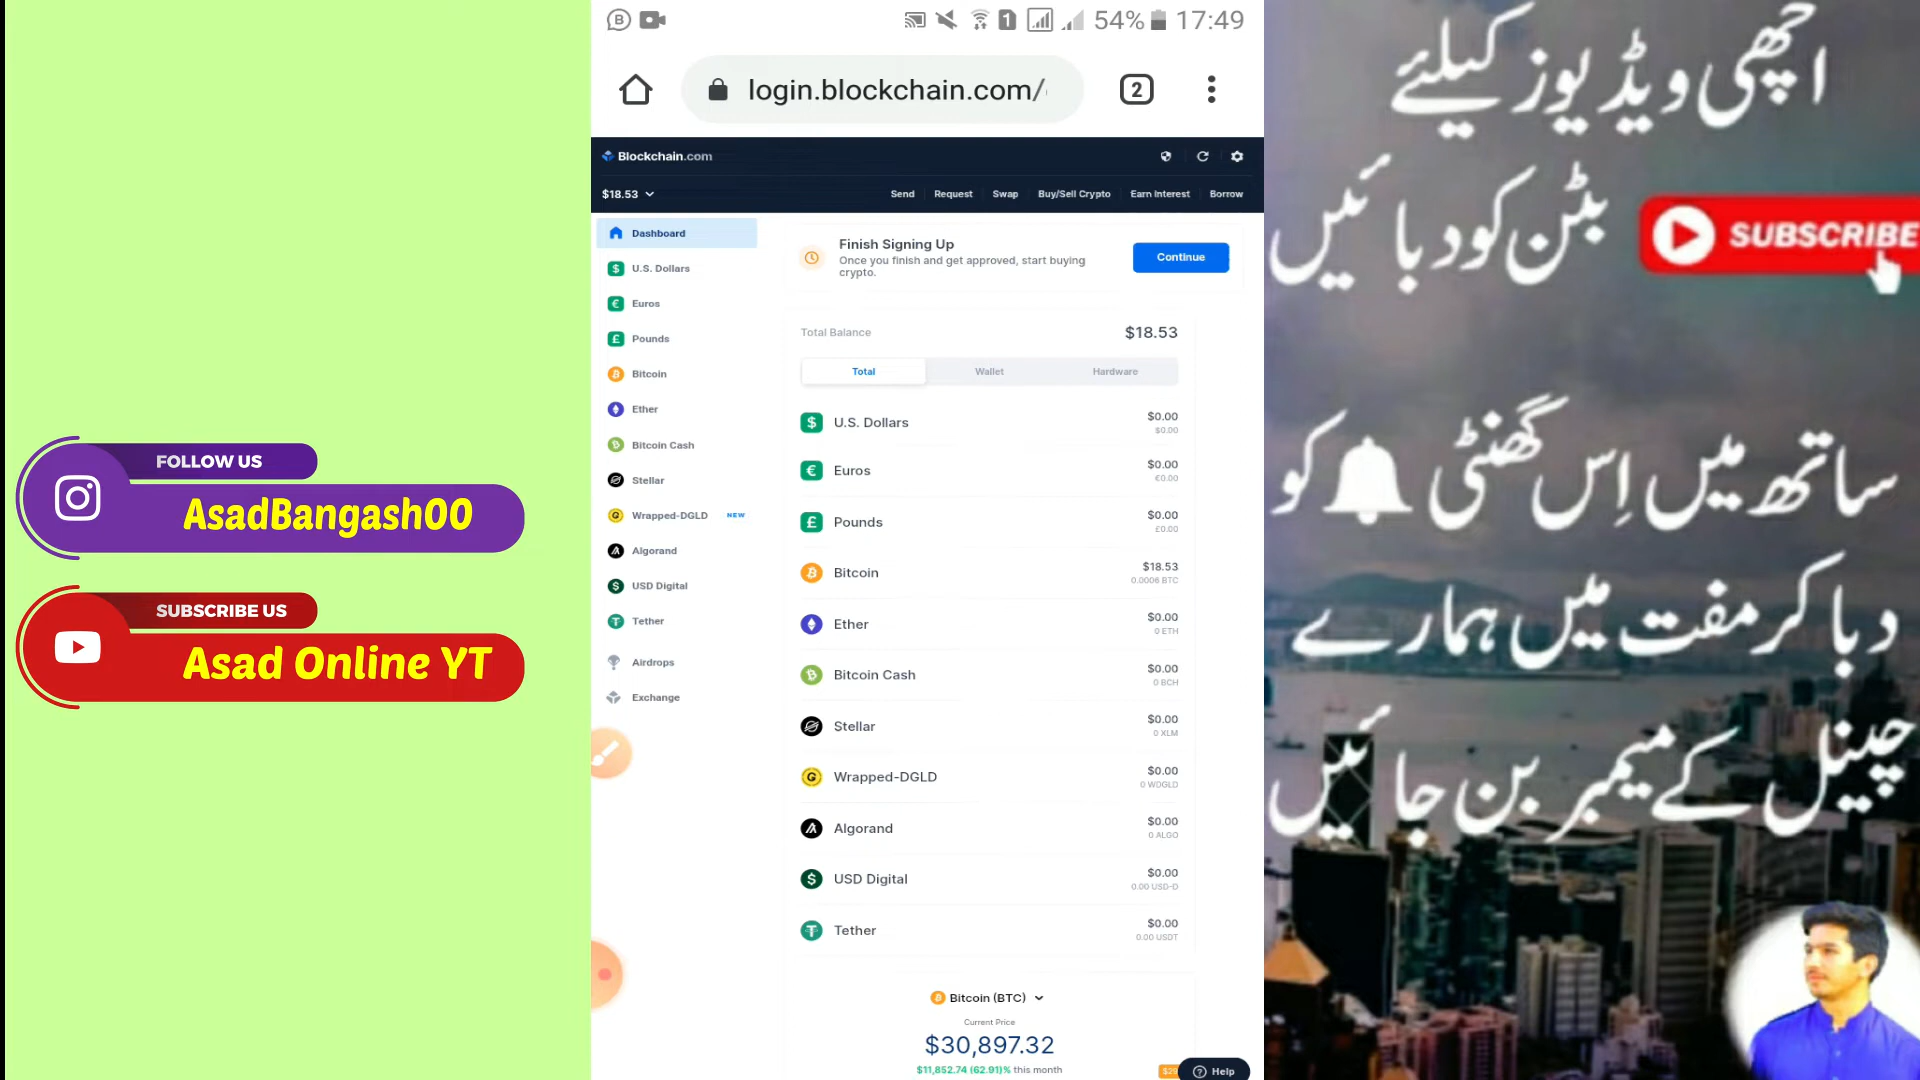 FOLLOW US
AsadBangash00
SUBSCRIBE US
Asad Online YT
1
54%
17:49
login.blockchain.com/
2
Blockchain.com
$18.53
Send
Request
Swap
Buy/Sell Crypto
Earn Interest
Borrow
Dashboard
U.S. Dollars
Euros
Pounds
Bitcoin
Ether
Bitcoin Cash
Stellar
Wrapped-DGLD NEW
Algorand
USD Digital
Tether
Airdrops
Exchange
Finish Signing Up
Once you finish and get approved, start buying
crypto.
Continue
Total Balance
$18.53
Total
Wallet
Hardware
U.S. Dollars
$0.00
$0.00
Euros
$0.00
€0.00
Pounds
$0.00
£0.00
Bitcoin
$18.53
0.0006 BTC
Ether
$0.00
0 ETH
Bitcoin Cash
$0.00
0 BCH
Stellar
$0.00
0 XLM
Wrapped-DGLD
$0.00
0 WDGLD
Algorand
$0.00
0 ALGO
USD Digital
$0.00
0.00 USD-D
Tether
$0.00
0.00 USDT
Bitcoin (BTC)
Current Price
$30,897.32
$11,852.74 (62.91)% this month
Help
اچھی ویڈیوز کیلئے
بٹن کو دبائیں
SUBSCRIBE
ساتھ میں اِس گھنٹی کو
دبا کر مفت میں ہمارے
چینل کے میمبر بن جائیں